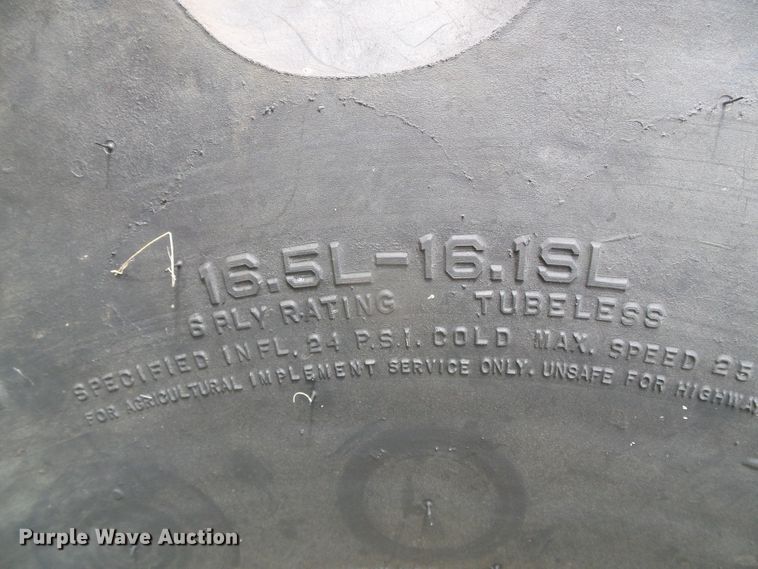 16.5L-16.1SL
6 PLY RATING TUBELESS
SPECIFIED INFL. 24 P.S.I. COLD MAX. SPEED 25
FOR AGRICULTURAL IMPLEMENT SERVICE ONLY. UNSAFE FOR HIGHWAY
Purple Wave Auction